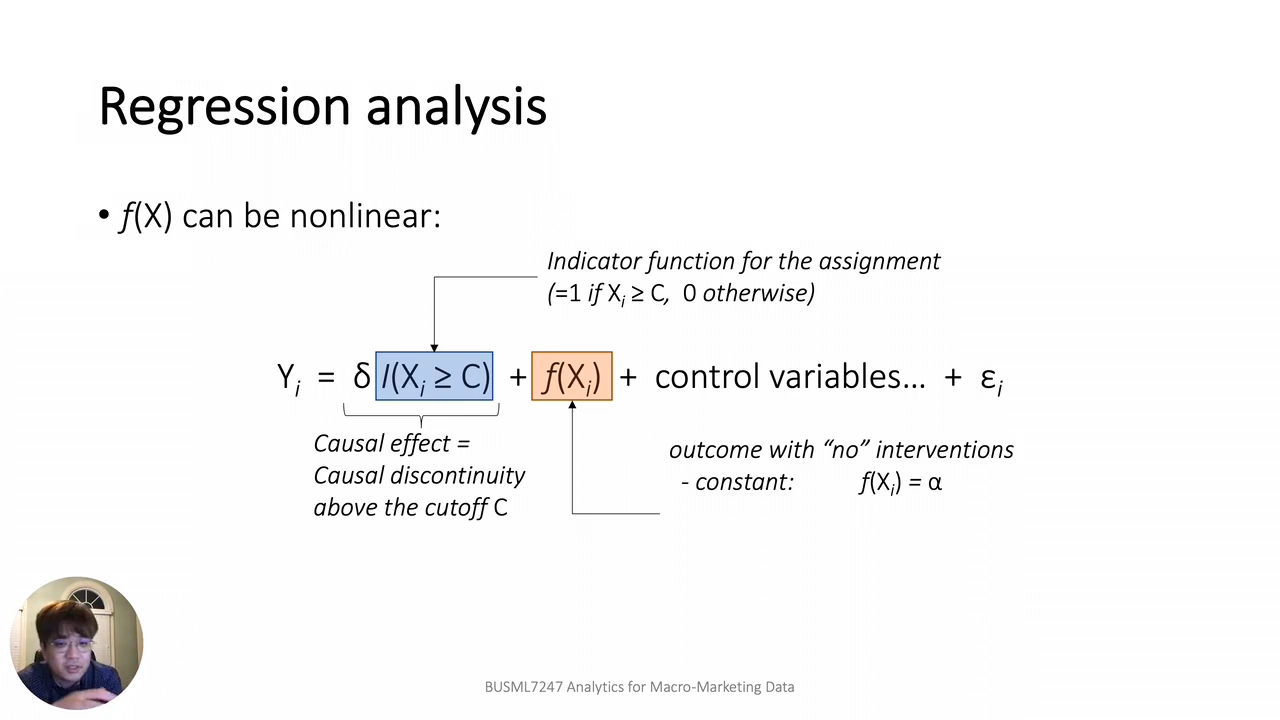 Regression analysis
• f(X) can be nonlinear:
Indicator function for the assignment
(=1 if Xᵢ ≥ C, 0 otherwise)
Yᵢ = δ I(Xᵢ ≥ C) + f(Xᵢ) + control variables… + εᵢ
Causal effect =
Causal discontinuity
above the cutoff C
outcome with “no” interventions
- constant: f(Xᵢ) = α
BUSML7247 Analytics for Macro-Marketing Data